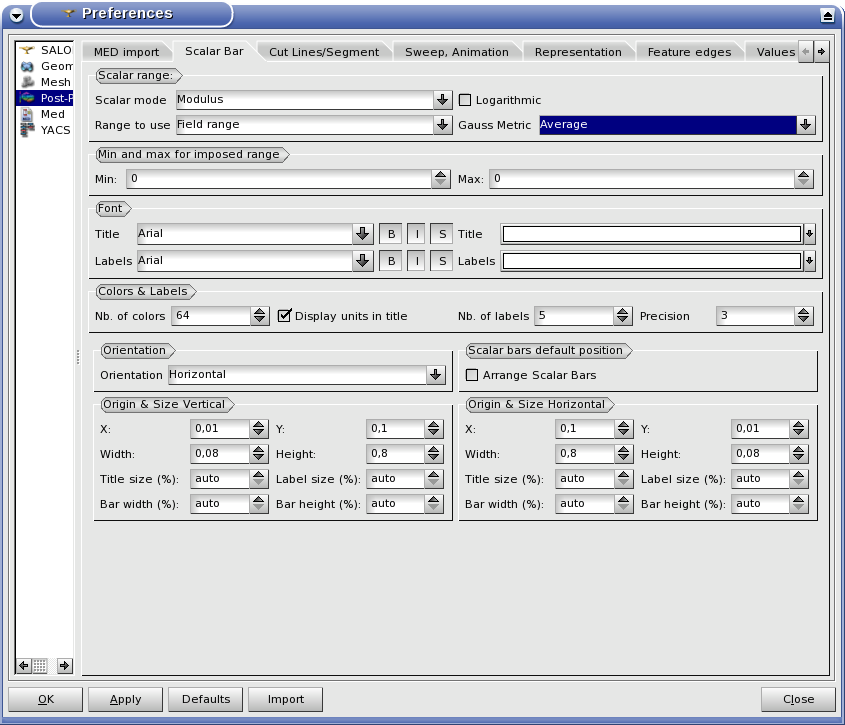 Preferences
SALO
Geom
Mesh
Post-P
Med
YACS
MED import Scalar Bar Cut Lines/Segment Sweep, Animation Representation Feature edges Values
Scalar range:
Scalar mode Modulus Logarithmic
Range to use Field range Gauss Metric Average
Min and max for imposed range
Min: 0 Max: 0
Font
Title Arial B I S Title
Labels Arial B I S Labels
Colors & Labels
Nb. of colors 64 Display units in title Nb. of labels 5 Precision 3
Orientation Scalar bars default position
Orientation Horizontal Arrange Scalar Bars
Origin & Size Vertical Origin & Size Horizontal
X: 0,01 Y: 0,1 X: 0,1 Y: 0,01
Width: 0,08 Height: 0,8 Width: 0,8 Height: 0,08
Title size (%): auto Label size (%): auto Title size (%): auto Label size (%): auto
Bar width (%): auto Bar height (%): auto Bar width (%): auto Bar height (%): auto
OK Apply Defaults Import Close